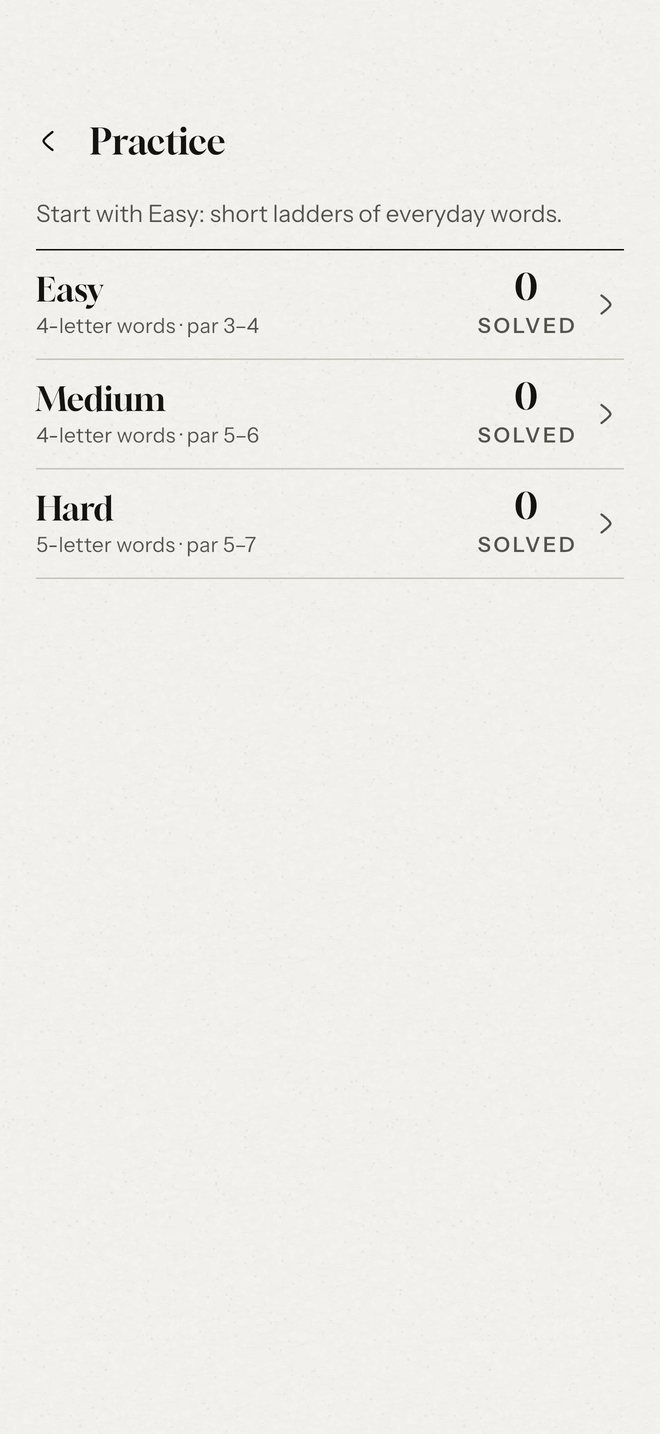 Practice
Start with Easy: short ladders of everyday words.
Easy
4-letter words · par 3–4
0
SOLVED
Medium
4-letter words · par 5–6
0
SOLVED
Hard
5-letter words · par 5–7
0
SOLVED